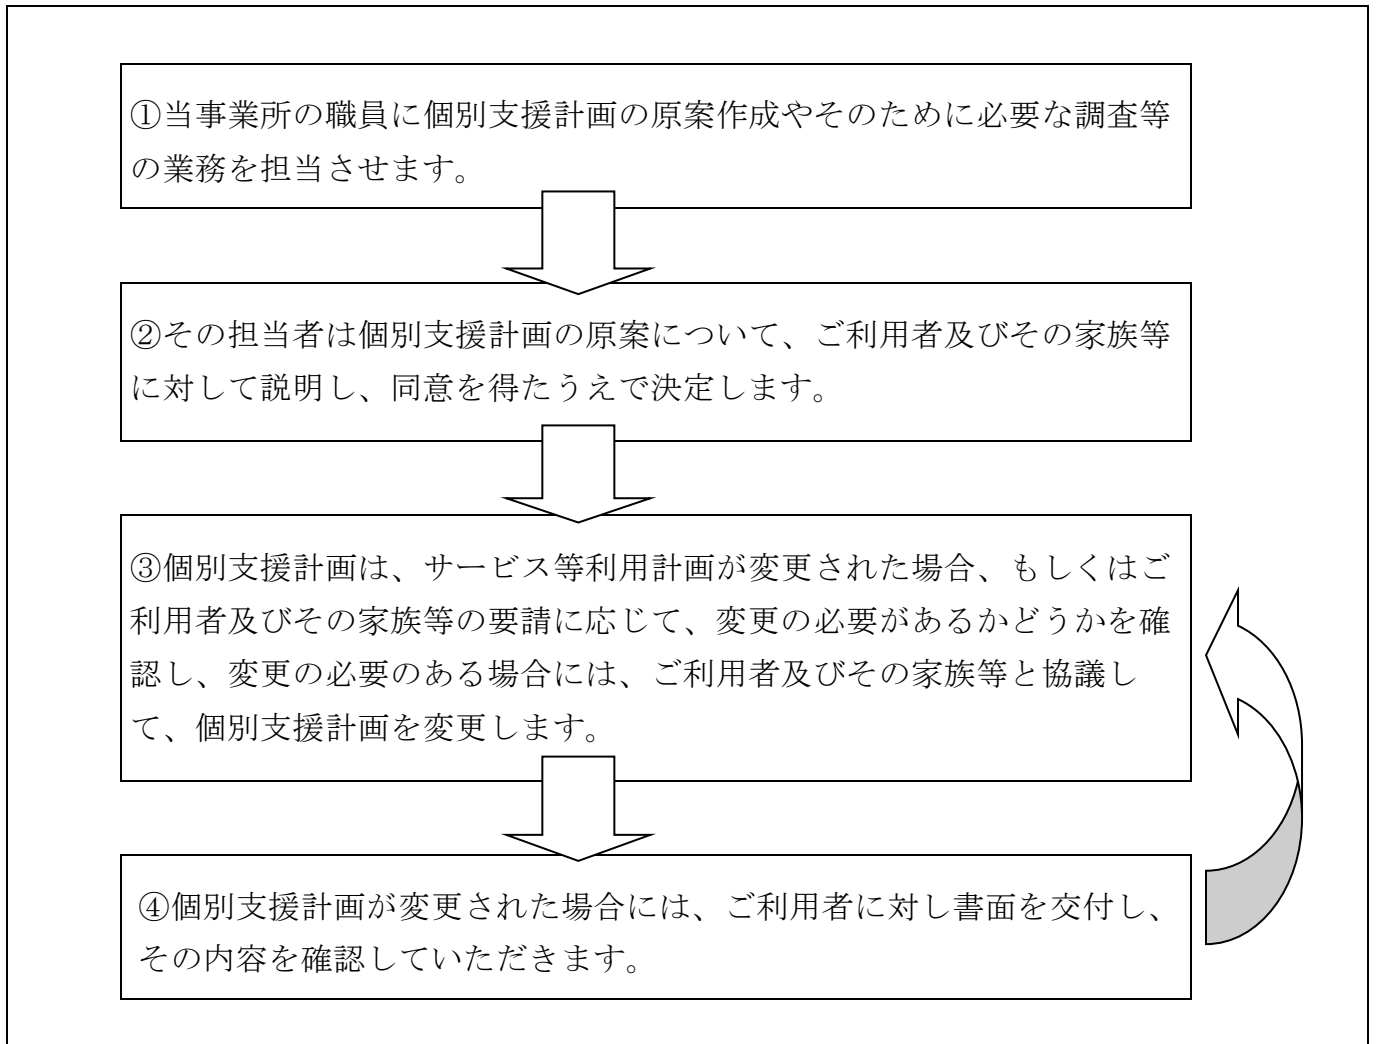 ①当事業所の職員に個別支援計画の原案作成やそのために必要な調査等
の業務を担当させます。
②その担当者は個別支援計画の原案について、ご利用者及びその家族等
に対して説明し、同意を得たうえで決定します。
③個別支援計画は、サービス等利用計画が変更された場合、もしくはご
利用者及びその家族等の要請に応じて、変更の必要があるかどうかを確
認し、変更の必要のある場合には、ご利用者及びその家族等と協議し
て、個別支援計画を変更します。
④個別支援計画が変更された場合には、ご利用者に対し書面を交付し、
その内容を確認していただきます。